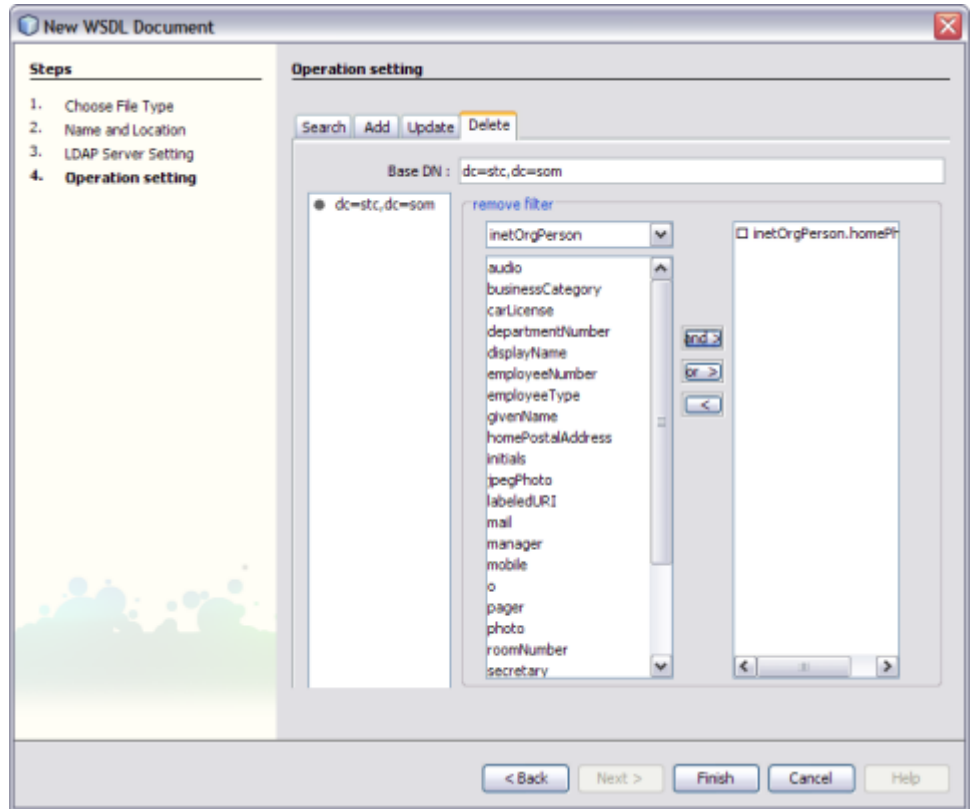 New WSDL Document
Steps
1. Choose File Type
2. Name and Location
3. LDAP Server Setting
4. Operation setting
Operation setting
Search Add Update Delete
Base DN : dc=stc,dc=som
dc=stc,dc=som
remove filter
inetOrgPerson
audio
businessCategory
carLicense
departmentNumber
displayName
employeeNumber
employeeType
givenName
homePostalAddress
initials
jpegPhoto
labeledURI
mail
manager
mobile
o
pager
photo
roomNumber
secretary
and >
or >
<
inetOrgPerson.homePh
< Back Next > Finish Cancel Help